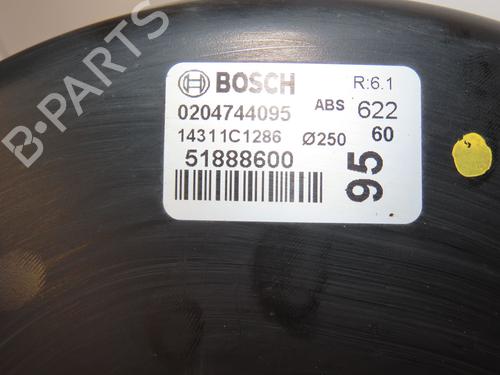 B-PARTS
BOSCH R:6.1
0204744095 ABS 622
14311C1286 Ø250 60
51888600
95